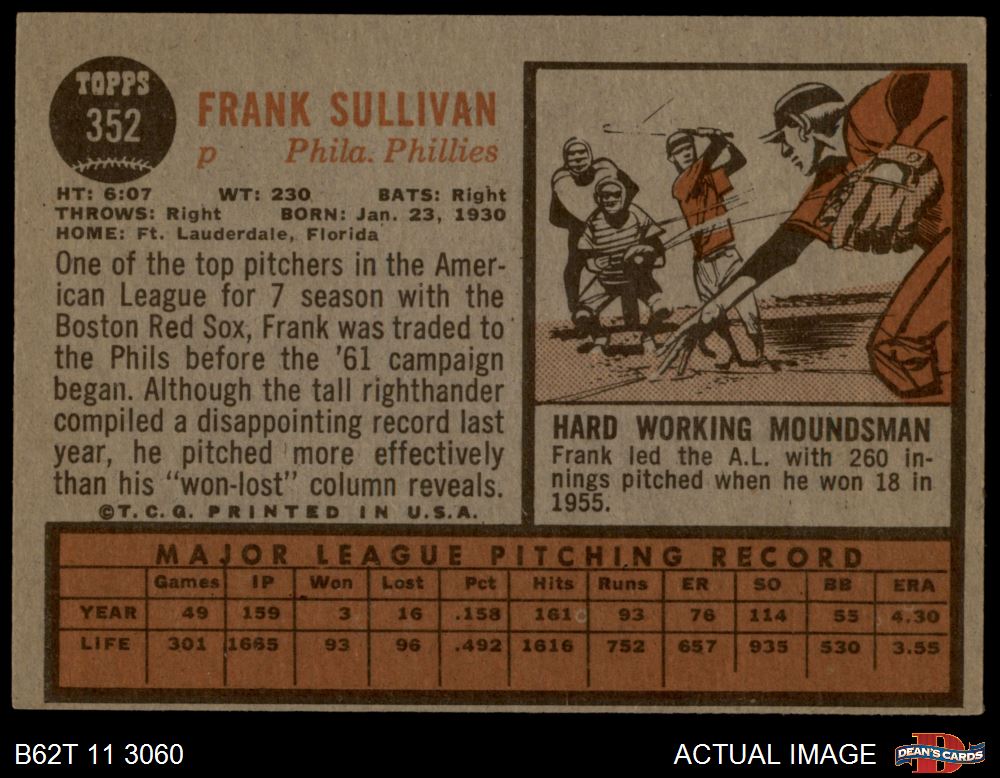 TOPPS
352
FRANK SULLIVAN
p Phila. Phillies
HT: 6:07 WT: 230 BATS: Right
THROWS: Right BORN: Jan. 23, 1930
HOME: Ft. Lauderdale, Florida
One of the top pitchers in the Amer-
ican League for 7 season with the
Boston Red Sox, Frank was traded to
the Phils before the '61 campaign
began. Although the tall righthander
compiled a disappointing record last
year, he pitched more effectively
than his "won-lost" column reveals.
©T.C.G. PRINTED IN U.S.A.
HARD WORKING MOUNDSMAN
Frank led the A.L. with 260 in-
nings pitched when he won 18 in
1955.
MAJOR LEAGUE PITCHING RECORD
Games IP Won Lost Pct Hits Runs ER SO BB ERA
YEAR 49 159 3 16 .158 161 93 76 114 55 4.30
LIFE 301 1665 93 96 .492 1616 752 657 935 530 3.55
B62T 11 3060 ACTUAL IMAGE DEAN'S CARDS